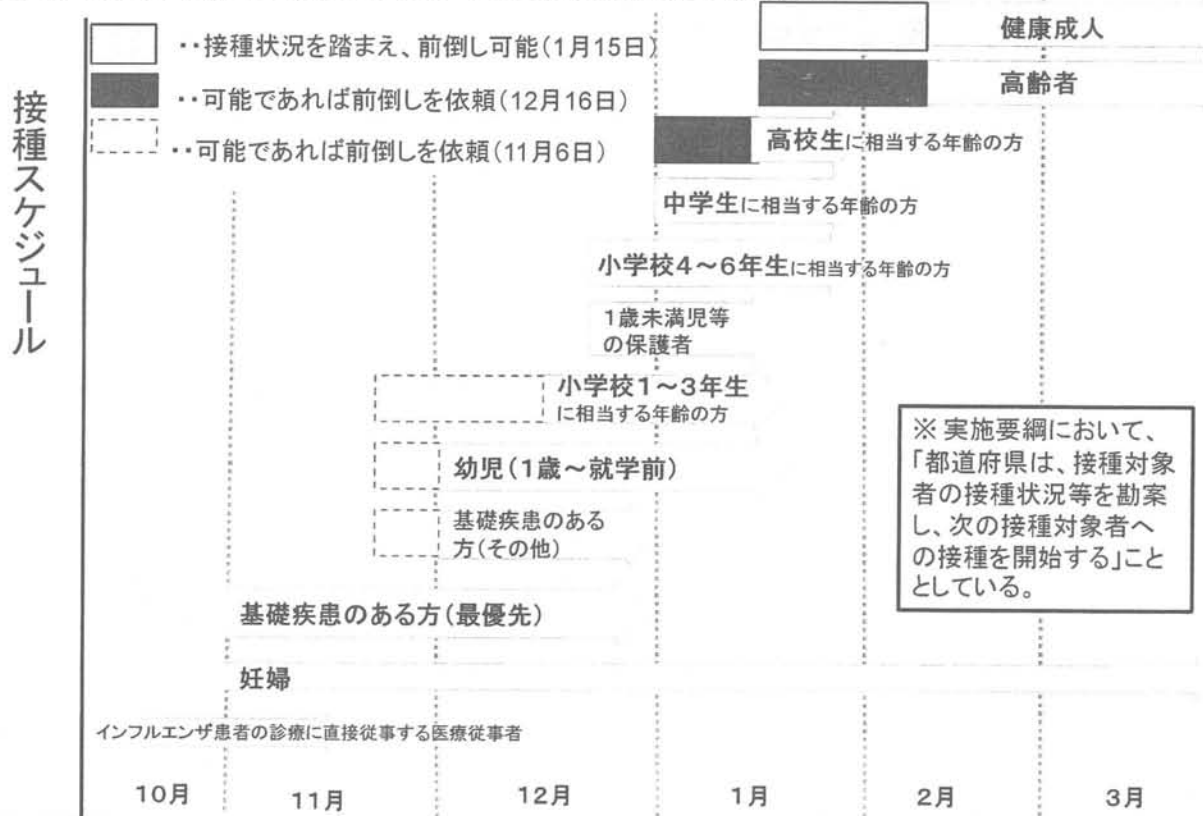 接種スケジュール
‥接種状況を踏まえ、前倒し可能(1月15日)
‥可能であれば前倒しを依頼(12月16日)
‥可能であれば前倒しを依頼(11月6日)
健康成人
高齢者
高校生に相当する年齢の方
中学生に相当する年齢の方
小学校4～6年生に相当する年齢の方
1歳未満児等
の保護者
小学校1～3年生
に相当する年齢の方
幼児(1歳～就学前)
基礎疾患のある
方(その他)
基礎疾患のある方(最優先)
妊婦
インフルエンザ患者の診療に直接従事する医療従事者
※ 実施要綱において、
「都道府県は、接種対象
者の接種状況等を勘案
し、次の接種対象者へ
の接種を開始する」こと
としている。
10月 11月 12月 1月 2月 3月